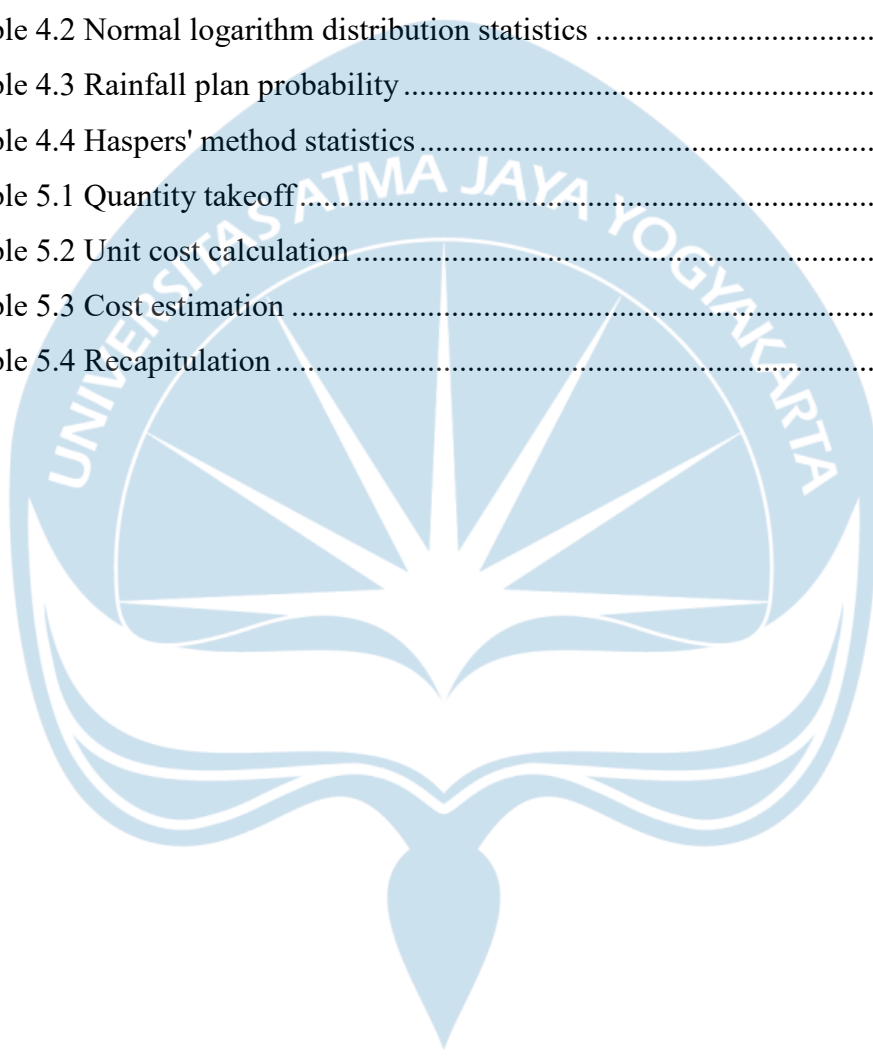 ble 4.2 Normal logarithm distribution statistics ..................................
ble 4.3 Rainfall plan probability .........................................................
ble 4.4 Haspers' method statistics .......................................................
ble 5.1 Quantity takeoff .....................................................................
ble 5.2 Unit cost calculation ...............................................................
ble 5.3 Cost estimation ......................................................................
ble 5.4 Recapitulation ........................................................................
UNIVERSITAS ATMA JAYA YOGYAKARTA